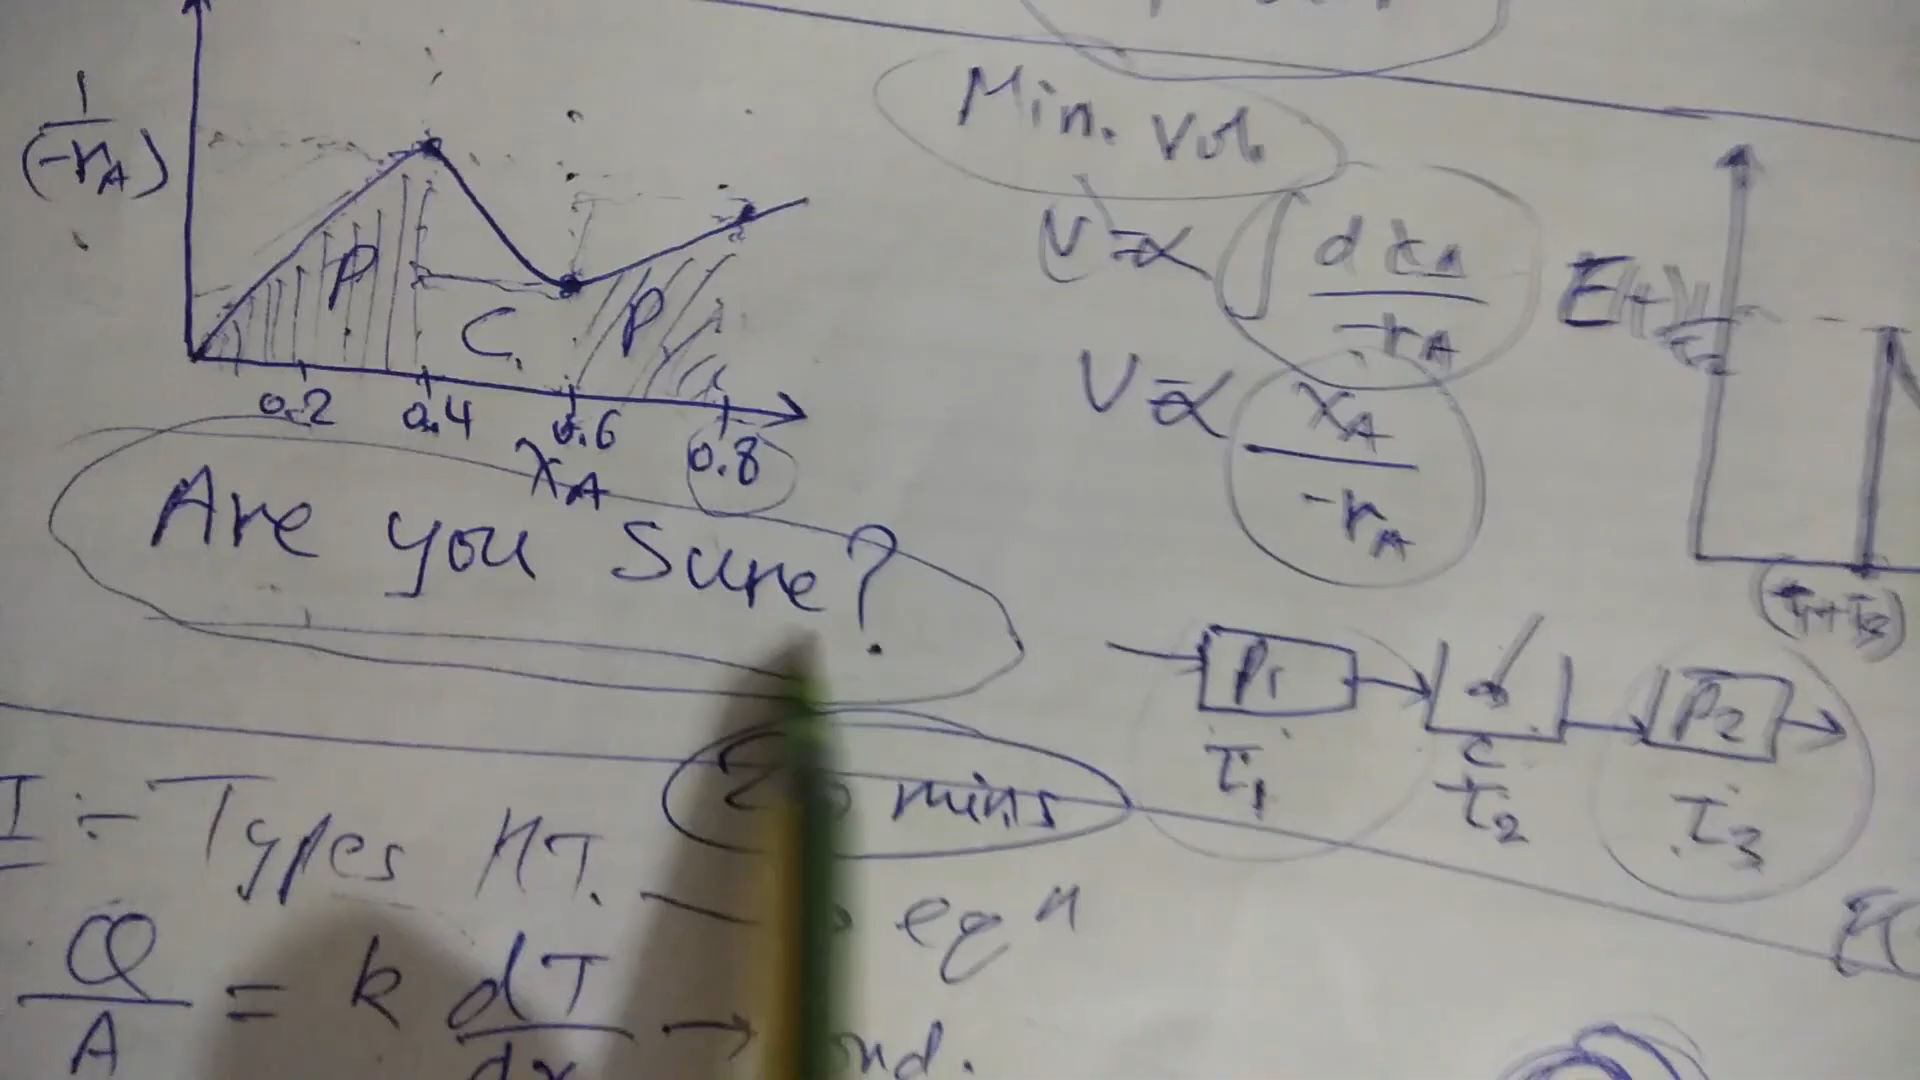 1
(-rA)
P
C
P
0.2 0.4 0.6 0.8
XA
Are you Sure?
Min. Vol.
V = ∝ ∫ dxA
-rA
V = ∝ XA
-rA
P1 P2
C
τ1 τ2 τ3
I :- Types HT. eqn
mins
Q = k dT
A dx